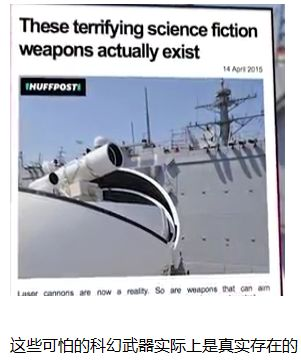 These terrifying science fiction
weapons actually exist
14 April 2015
HUFFPOST
Laser cannons are now a reality. So are weapons that can aim
这些可怕的科幻武器实际上是真实存在的